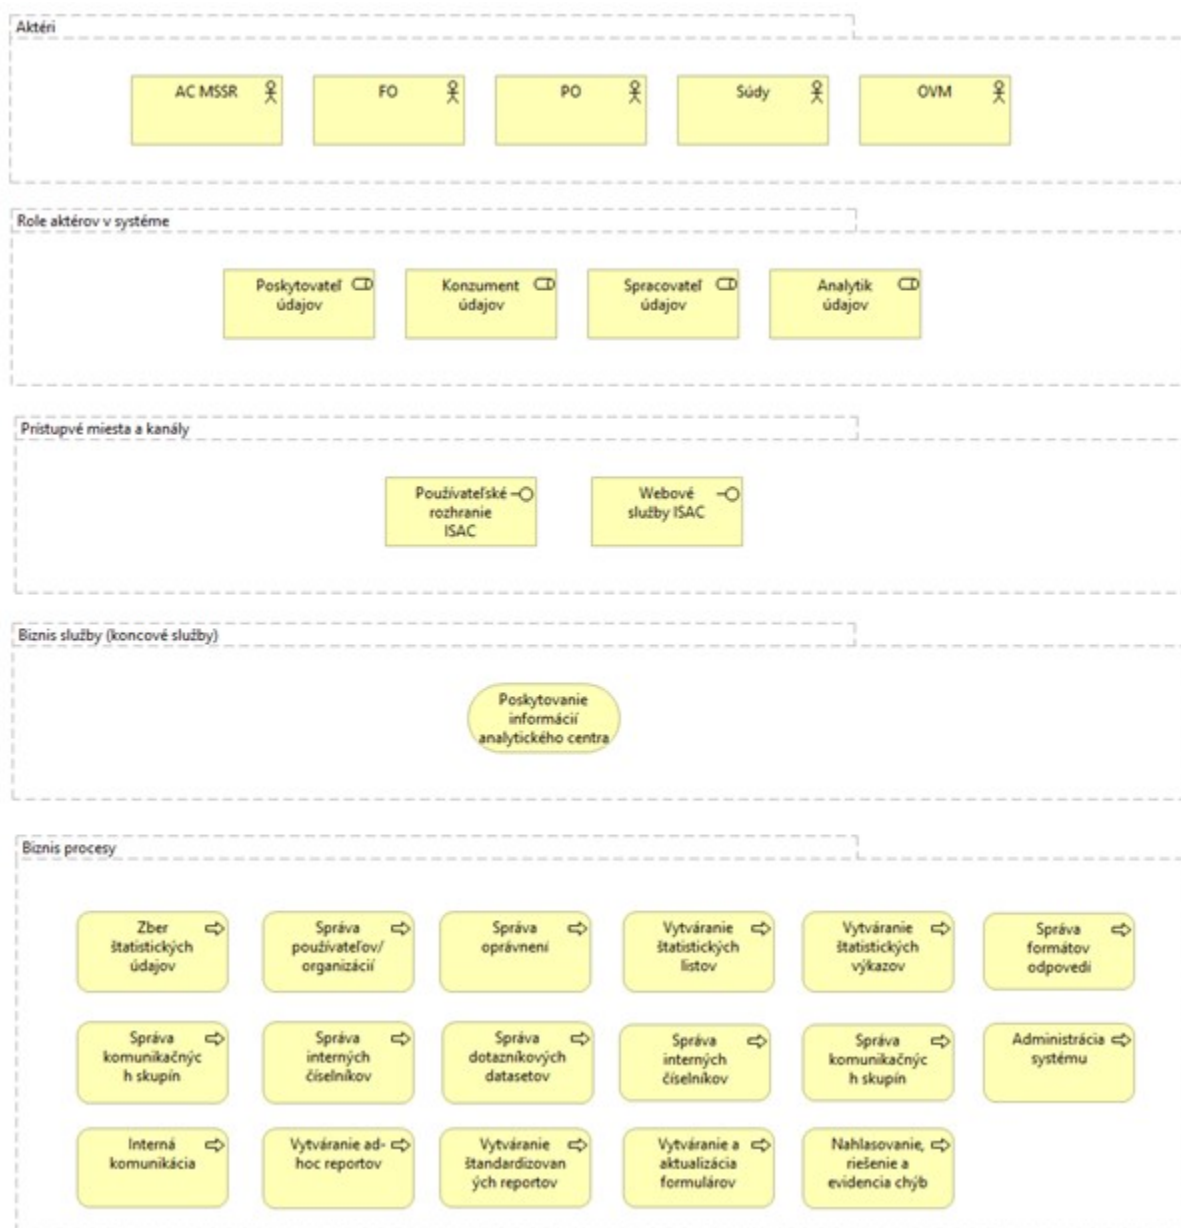 Aktéri
AC MSSR
FO
PO
Súdy
OVM
Role aktérov v systéme
Poskytovateľ
údajov
Konzument
údajov
Spracovateľ
údajov
Analytik
údajov
Prístupvé miesta a kanály
Používateľské
rozhranie
ISAC
Webové
služby ISAC
Biznis služby (koncové služby)
Poskytovanie
informácií
analytického centra
Biznis procesy
Zber
štatistických
údajov
Správa
používateľov/
organizácií
Správa
oprávnení
Vytváranie
štatistických
listov
Vytváranie
štatistických
výkazov
Správa
formátov
odpovedí
Správa
komunikačnýc
h skupín
Správa
interných
číselníkov
Správa
dotazníkových
datasetov
Správa
interných
číselníkov
Správa
komunikačnýc
h skupín
Administrácia
systému
Interná
komunikácia
Vytváranie ad-
hoc reportov
Vytváranie
štandardizovan
ých reportov
Vytváranie a
aktualizácia
formulárov
Nahlasovanie,
riešenie a
evidencia chýb